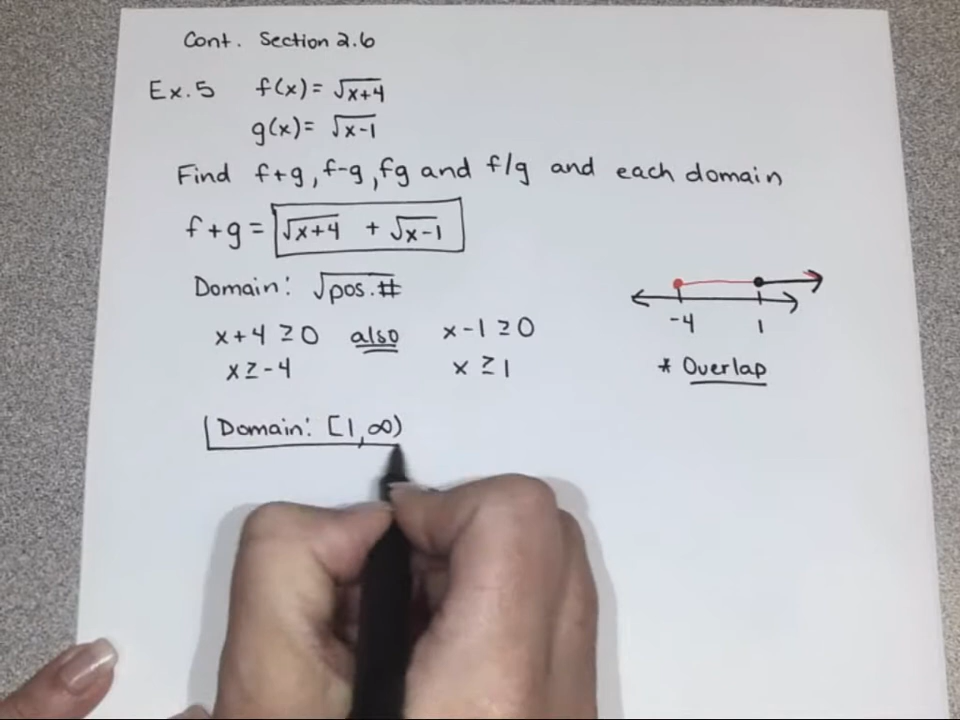 Cont. Section 2.6
Ex.5 f(x)= √x+4
g(x)= √x-1
Find f+g, f-g, fg and f/g and each domain
f+g = √x+4 + √x-1
Domain: √pos.#
x+4 ≥ 0 also x-1 ≥ 0
x ≥ -4 x ≥ 1
-4 1
* Overlap
Domain: [1,∞)